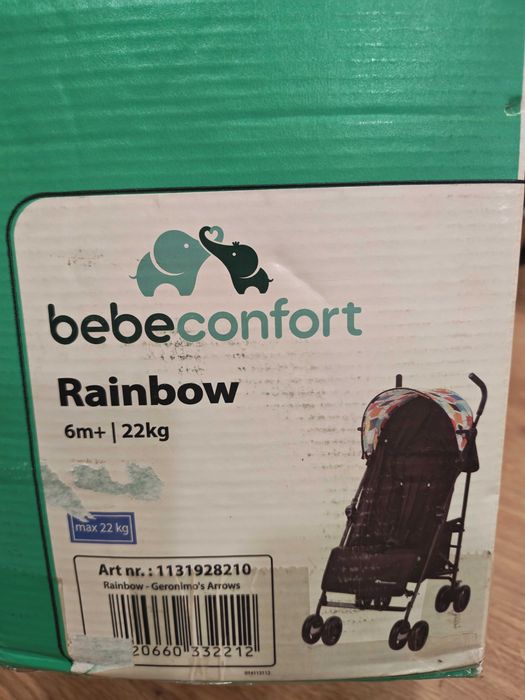 bebeconfort
Rainbow
6m+ | 22kg
max 22 kg
Art nr. : 1131928210
Rainbow - Geronimo's Arrows
20660 332212